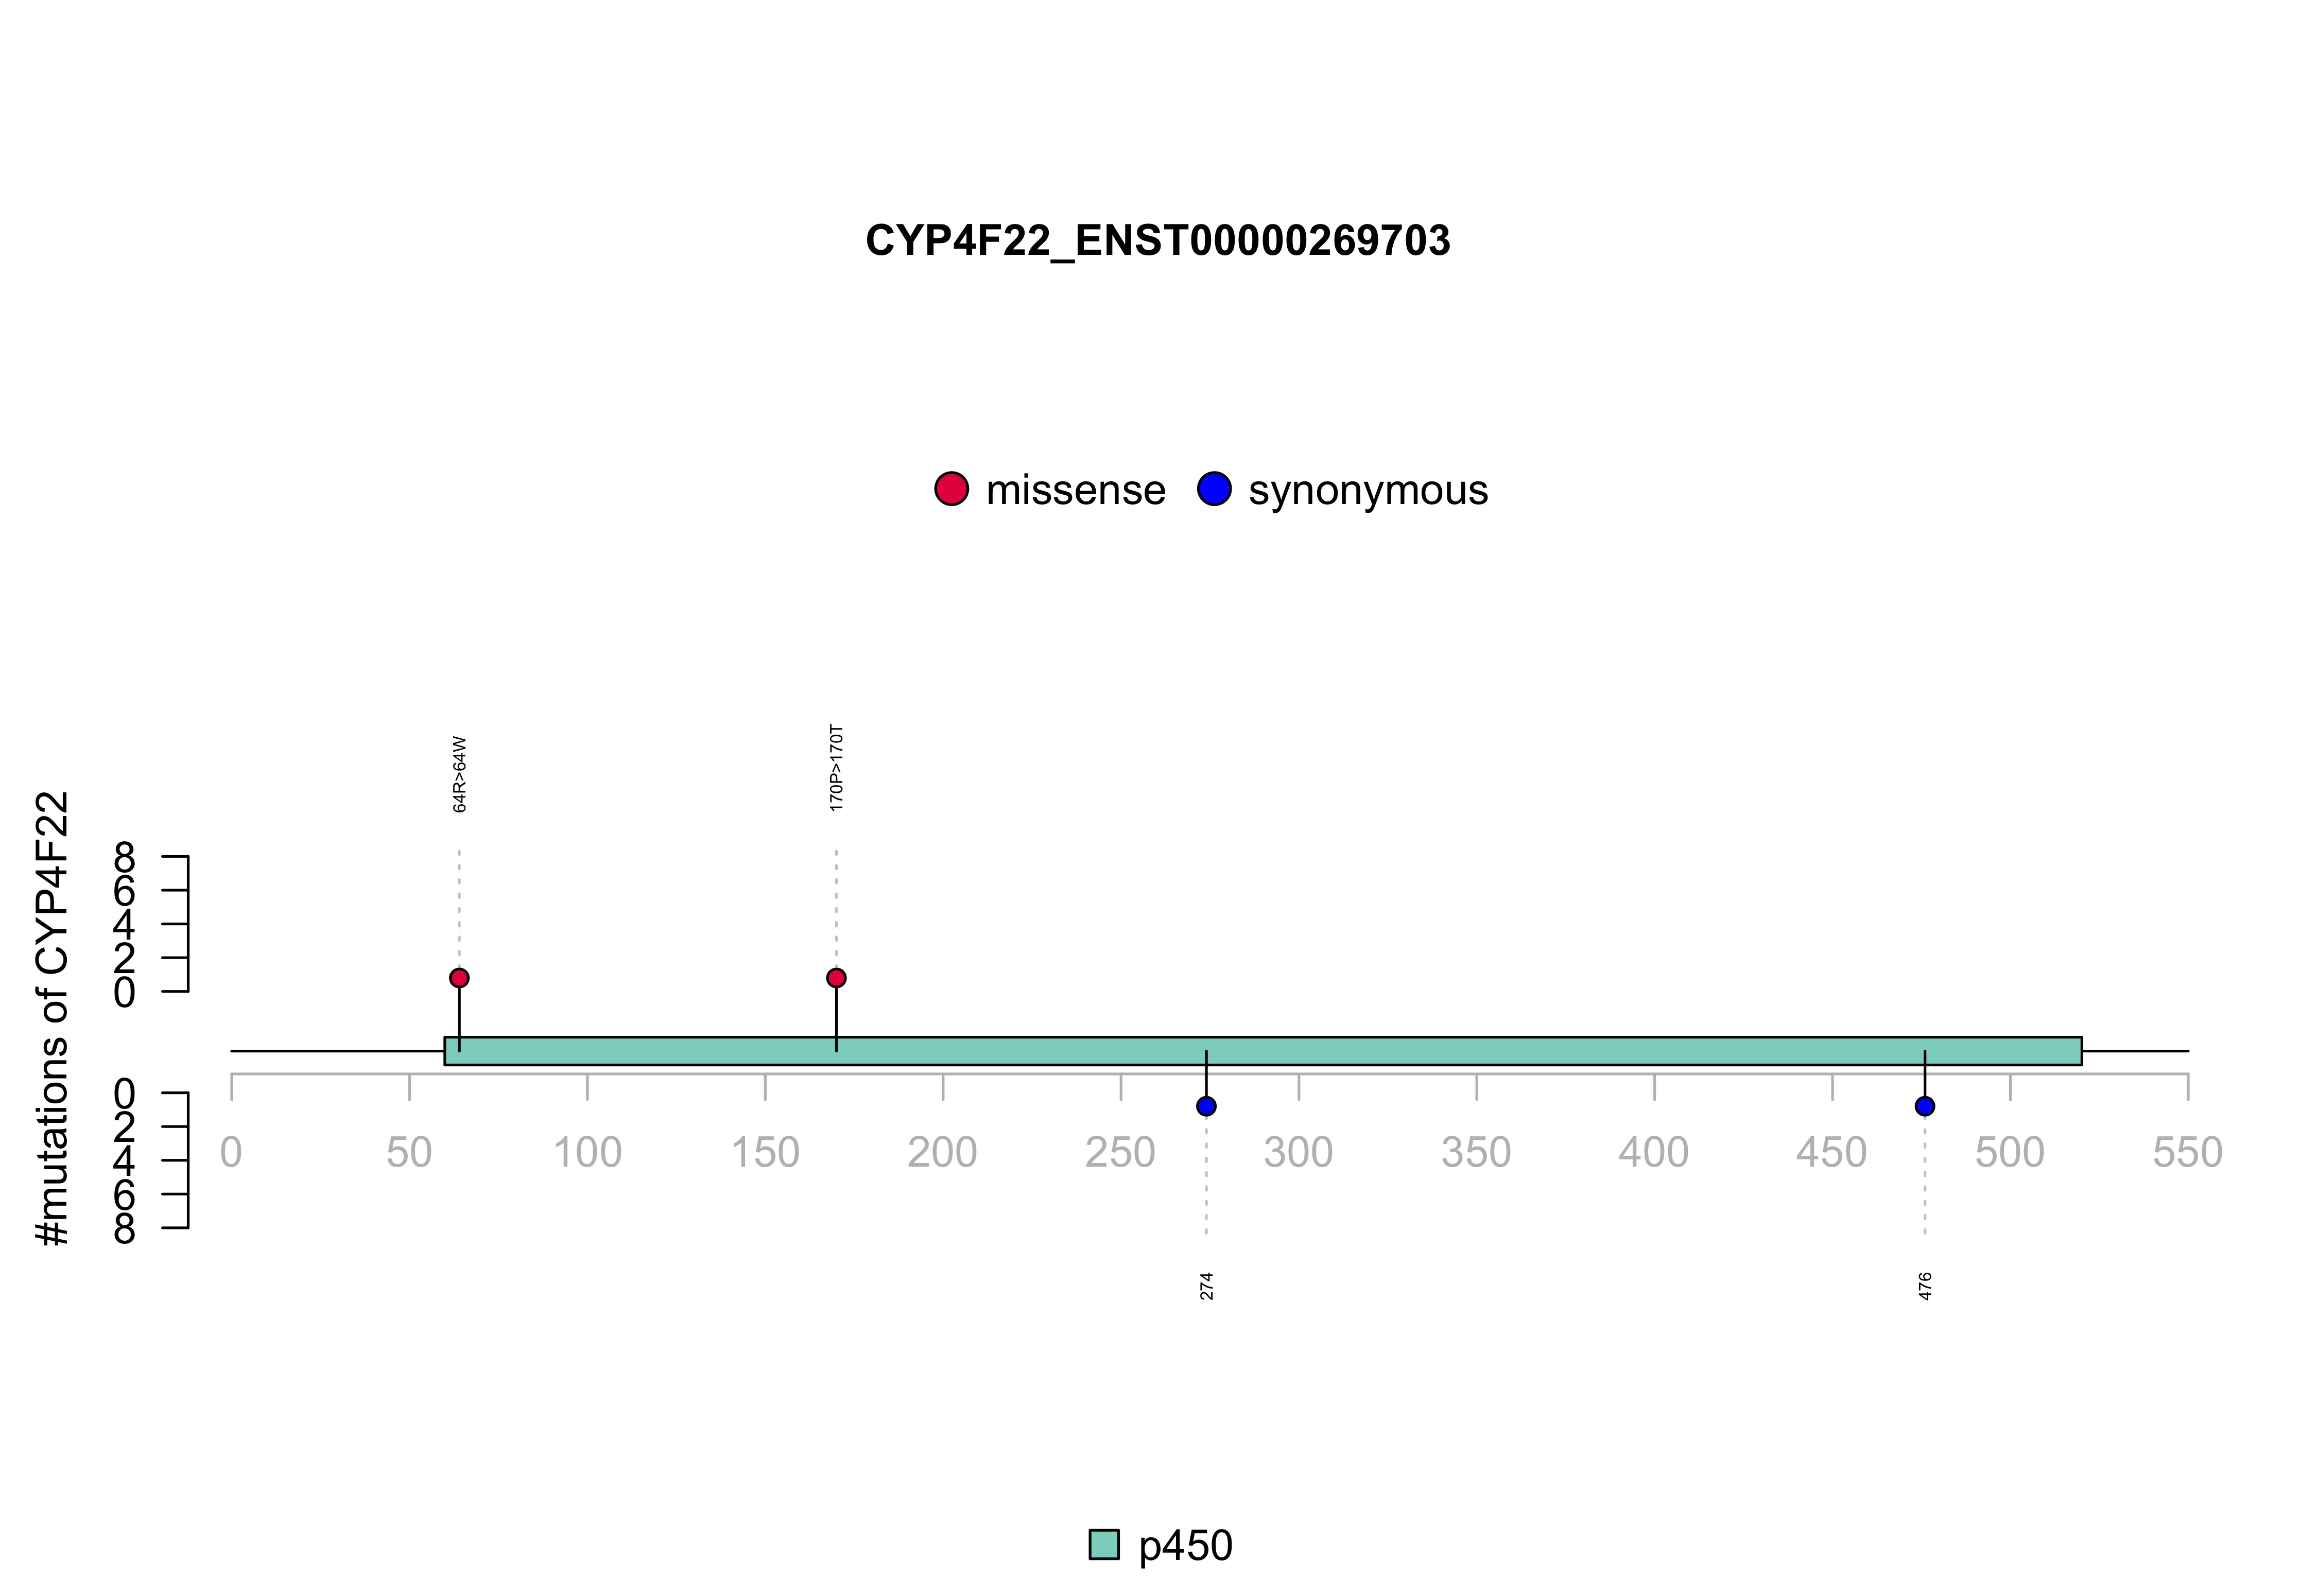 CYP4F22_ENST00000269703
missense synonymous
64R>64W
170P>170T
#mutations of CYP4F22
8
6
4
2
0
0
2
4
6
8
0 50 100 150 200 250 300 350 400 450 500 550
274
476
p450